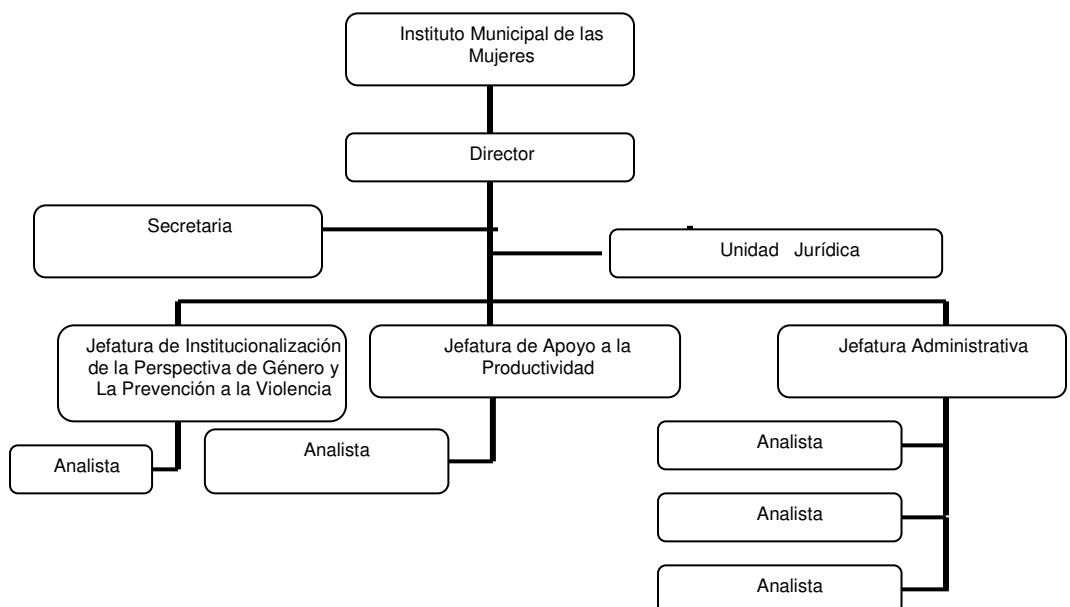 Instituto Municipal de las
Mujeres
Director
Secretaria
Unidad Jurídica
Jefatura de Institucionalización
de la Perspectiva de Género y
La Prevención a la Violencia
Jefatura de Apoyo a la
Productividad
Jefatura Administrativa
Analista
Analista
Analista
Analista
Analista